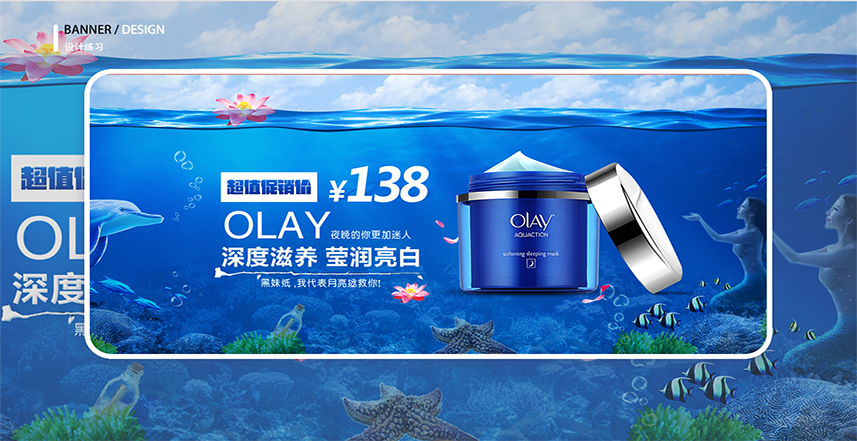 BANNER / DESIGN
设计练习
超值促销价
¥138
OLAY
夜晚的你更加迷人
深度滋养 莹润亮白
黑妹纸 ,我代表月亮拯救你!
OLAY
AQUACTION
softening sleeping mask
超值促
OL
深度
黑